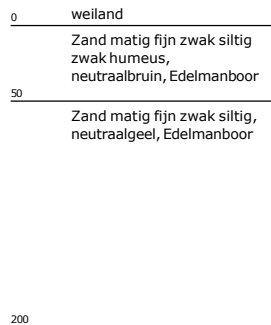 0 weiland
Zand matig fijn zwak siltig
zwak humeus,
neutraalbruin, Edelmanboor
50
Zand matig fijn zwak siltig,
neutraalgeel, Edelmanboor
200